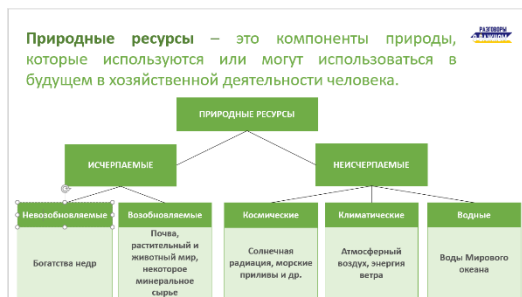 Природные ресурсы – это компоненты природы,
которые используются или могут использоваться в
будущем в хозяйственной деятельности человека.
РАЗГОВОРЫ
О ВАЖНОМ
ПРИРОДНЫЕ РЕСУРСЫ
ИСЧЕРПАЕМЫЕ
НЕИСЧЕРПАЕМЫЕ
Невозобновляемые
Возобновляемые
Космические
Климатические
Водные
Богатства недр
Почва,
растительный и
животный мир,
некоторое
минеральное
сырье
Солнечная
радиация, морские
приливы и др.
Атмосферный
воздух, энергия
ветра
Воды Мирового
океана